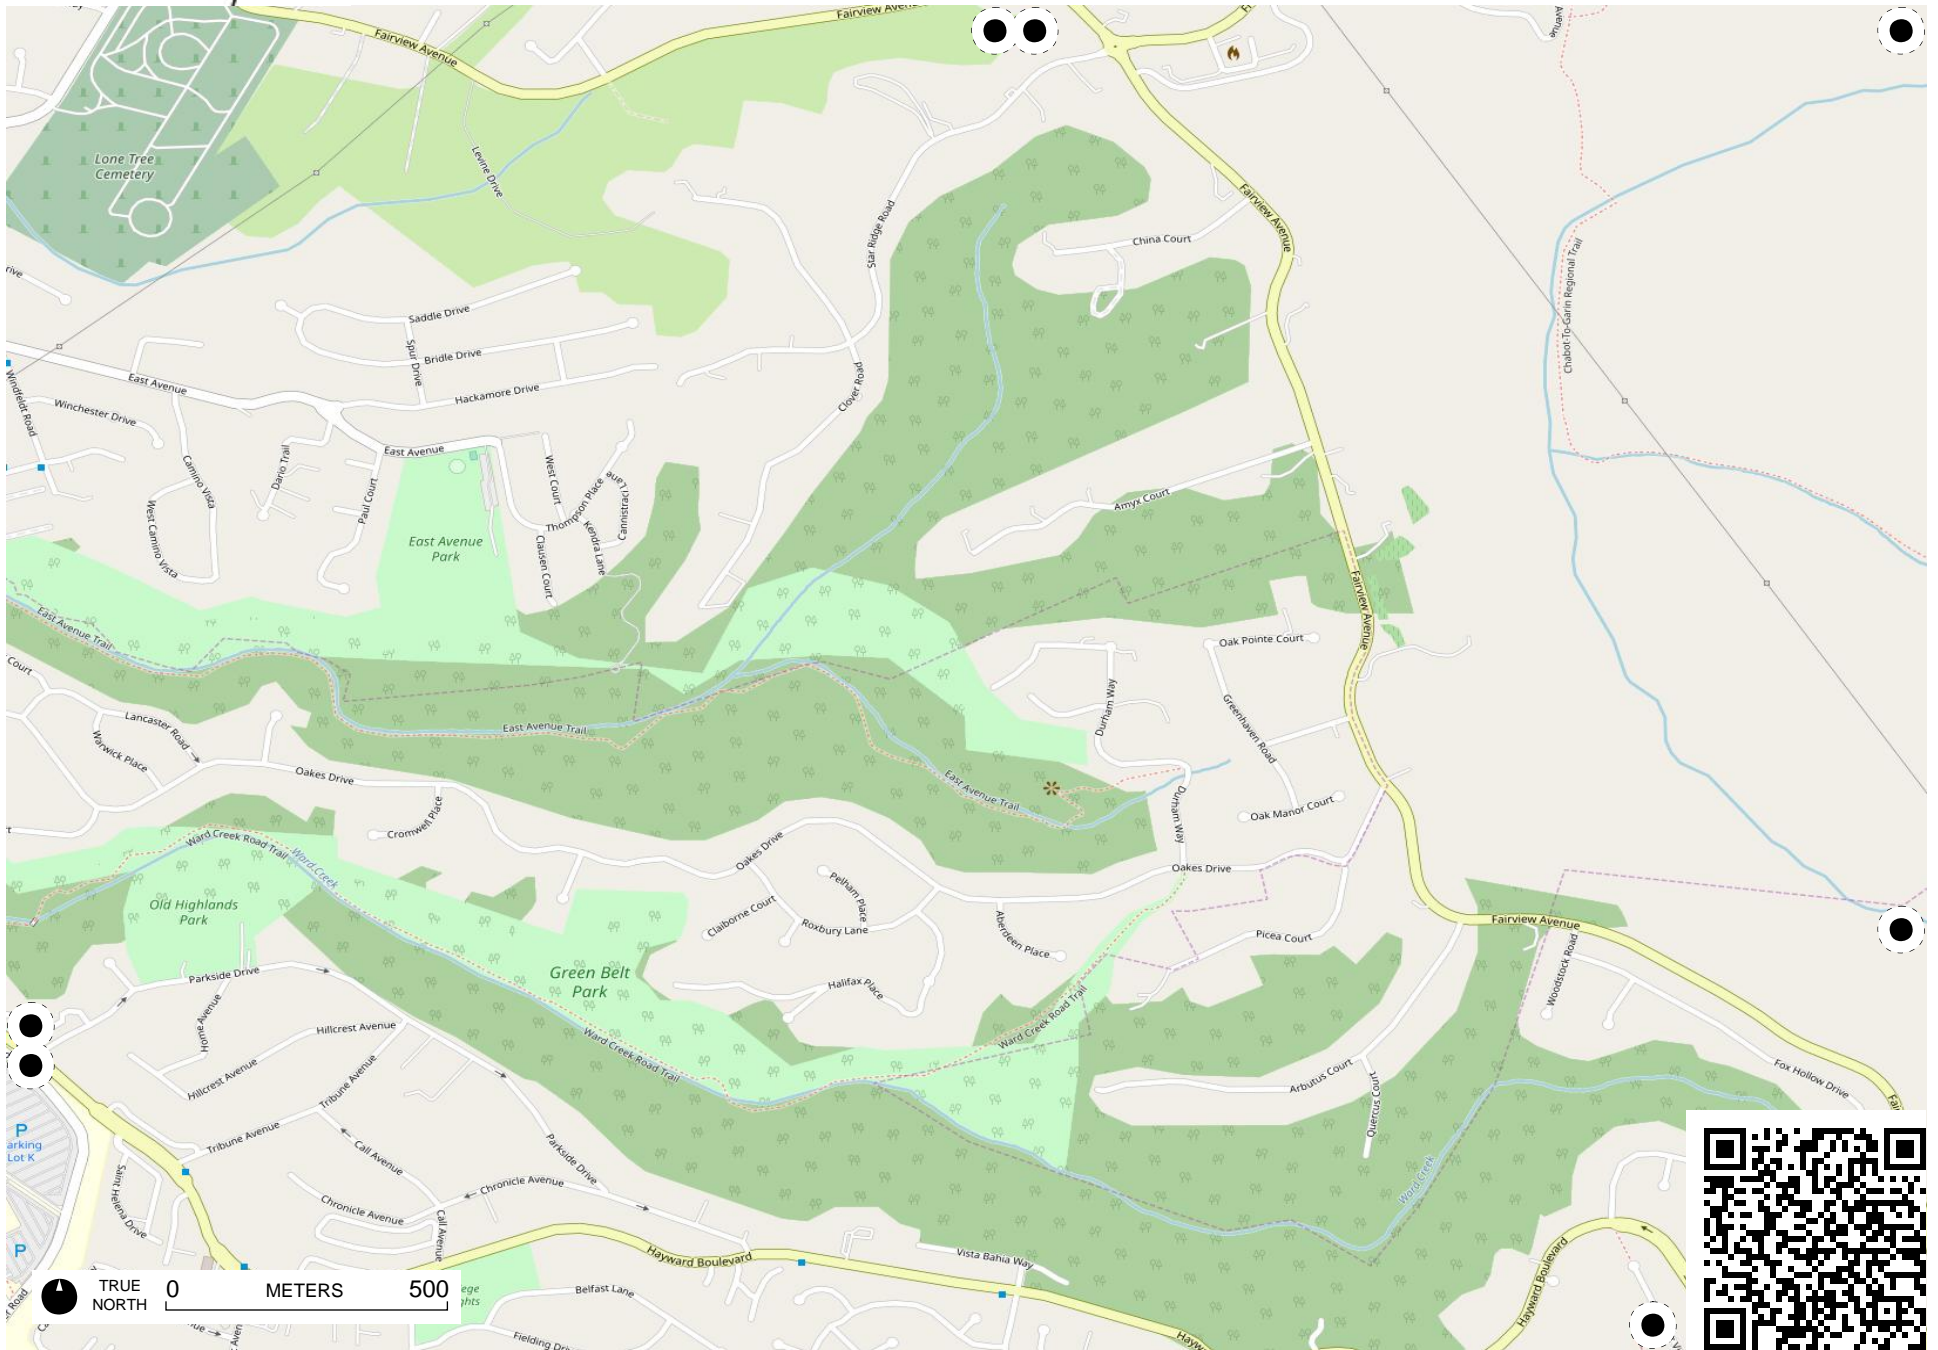 Fairview Avenue
Fairview Avenue
Lone Tree
Cemetery
Levine Drive
Star Ridge Road
China Court
Fairview Avenue
Chabot-To-Garin Regional Trail
Saddle Drive
Spur Drive
Bridle Drive
Hackamore Drive
East Avenue
Windfeldt Road
Winchester Drive
Clover Road
Camino Vista
West Camino Vista
Dario Trail
Paul Court
East Avenue
East Avenue
Park
West Court
Thompson Place
Cannistraci Lane
Kendra Lane
Clausen Court
Amyx Court
Fairview Avenue
Oak Pointe Court
Greenhaven Road
Durham Way
East Avenue Trail
Court
Lancaster Road
Warwick Place
East Avenue Trail
Oakes Drive
Cromwell Place
East Avenue Trail
Durham Way
Oak Manor Court
Oakes Drive
Oakes Drive
Ward Creek Road Trail
Ward Creek
Old Highlands
Park
Pelham Place
Claiborne Court
Roxbury Lane
Aberdeen Place
Picea Court
Fairview Avenue
Woodstock Road
Green Belt
Park
Halifax Place
Parkside Drive
Home Avenue
Hillcrest Avenue
Hillcrest Avenue
Tribune Avenue
Tribune Avenue
Ward Creek Road Trail
Ward Creek Road Trail
Arbutus Court
Quercus Court
Fox Hollow Drive
P
arking
Lot K
Call Avenue
Parkside Drive
Saint Helena Drive
Chronicle Avenue
Chronicle Avenue
Call Avenue
Ward Creek
Hayward Boulevard
Vista Bahia Way
Hayward Boulevard
P
Belfast Lane
Fielding Dri
Hayw
Road
TRUE
NORTH
0 METERS 500